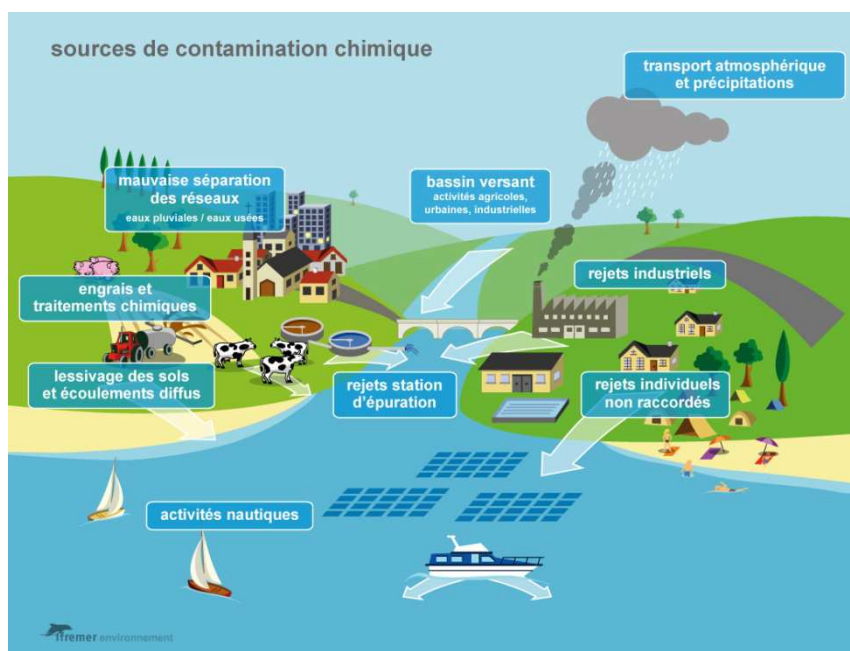 sources de contamination chimique
transport atmosphérique
et précipitations
mauvaise séparation
des réseaux
eaux pluviales / eaux usées
bassin versant
activités agricoles,
urbaines, industrielles
engrais et
traitements chimiques
rejets industriels
lessivage des sols
et écoulements diffus
rejets station
d'épuration
rejets individuels
non raccordés
activités nautiques
ifremer environnement